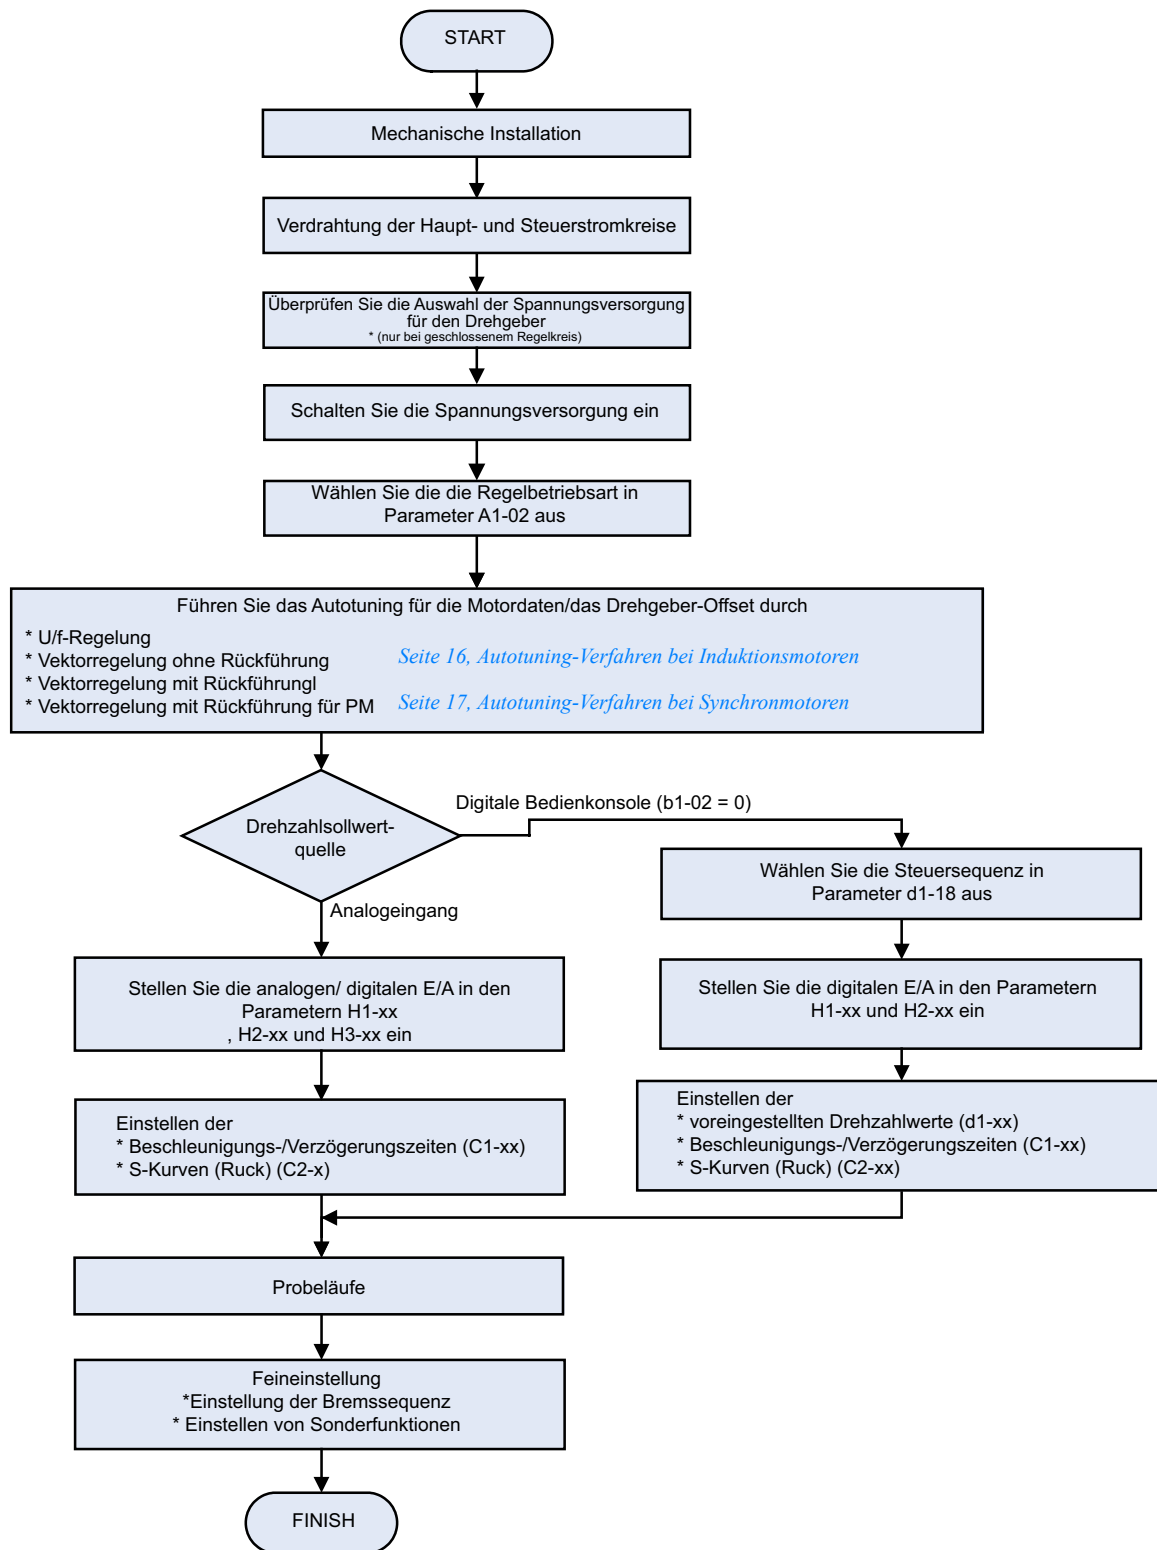 START
Mechanische Installation
Verdrahtung der Haupt- und Steuerstromkreise
Überprüfen Sie die Auswahl der Spannungsversorgung
für den Drehgeber
* (nur bei geschlossenem Regelkreis)
Schalten Sie die Spannungsversorgung ein
Wählen Sie die die Regelbetriebsart in
Parameter A1-02 aus
Führen Sie das Autotuning für die Motordaten/das Drehgeber-Offset durch
* U/f-Regelung
* Vektorregelung ohne Rückführung
* Vektorregelung mit Rückführungl
* Vektorregelung mit Rückführung für PM
Seite 16, Autotuning-Verfahren bei Induktionsmotoren
Seite 17, Autotuning-Verfahren bei Synchronmotoren
Drehzahlsollwert-
quelle
Digitale Bedienkonsole (b1-02 = 0)
Analogeingang
Wählen Sie die Steuersequenz in
Parameter d1-18 aus
Stellen Sie die digitalen E/A in den Parametern
H1-xx und H2-xx ein
Einstellen der
* voreingestellten Drehzahlwerte (d1-xx)
* Beschleunigungs-/Verzögerungszeiten (C1-xx)
* S-Kurven (Ruck) (C2-xx)
Stellen Sie die analogen/ digitalen E/A in den
Parametern H1-xx
, H2-xx und H3-xx ein
Einstellen der
* Beschleunigungs-/Verzögerungszeiten (C1-xx)
* S-Kurven (Ruck) (C2-x)
Probeläufe
Feineinstellung
*Einstellung der Bremssequenz
* Einstellen von Sonderfunktionen
FINISH